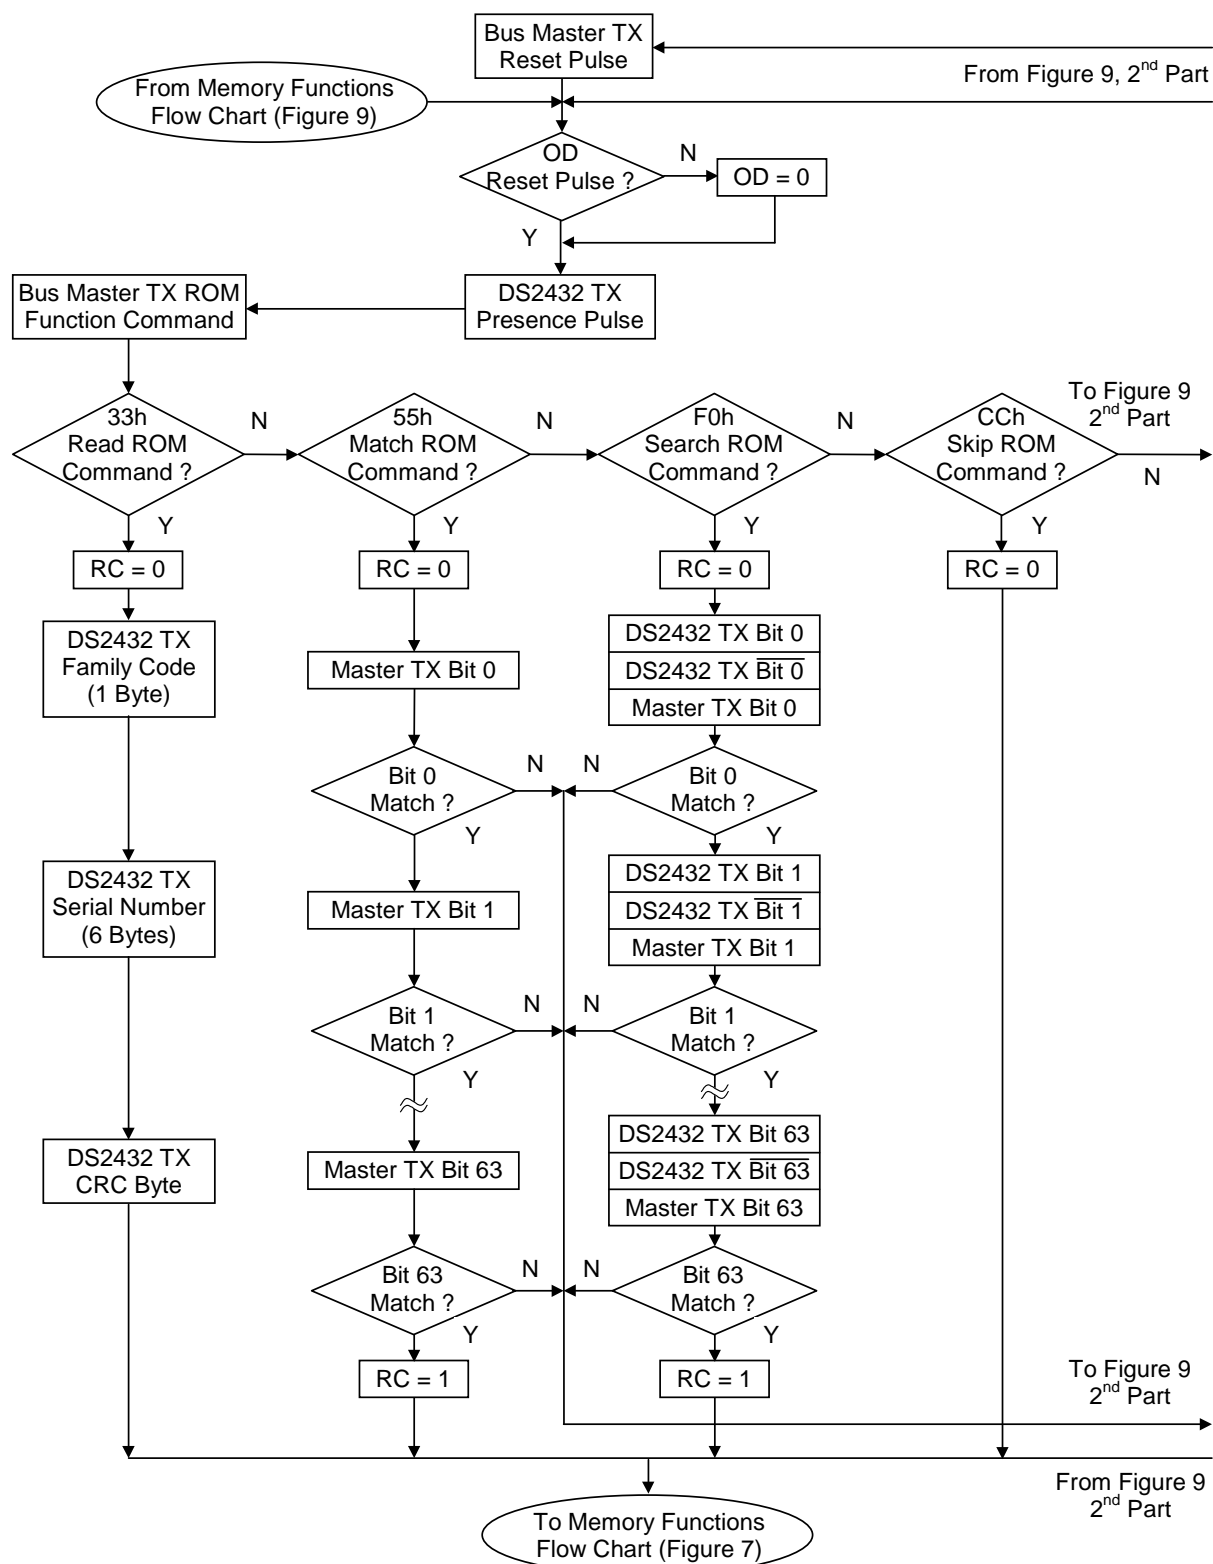 Bus Master TX
Reset Pulse
From Figure 9, 2nd Part
From Memory Functions
Flow Chart (Figure 9)
OD
Reset Pulse ?
N
OD = 0
Y
Bus Master TX ROM
Function Command
DS2432 TX
Presence Pulse
33h
Read ROM
Command ?
N
55h
Match ROM
Command ?
N
F0h
Search ROM
Command ?
N
CCh
Skip ROM
Command ?
To Figure 9
2nd Part
N
Y
Y
Y
Y
RC = 0
RC = 0
RC = 0
RC = 0
DS2432 TX
Family Code
(1 Byte)
Master TX Bit 0
DS2432 TX Bit 0
DS2432 TX B̅i̅t̅ ̅0̅
Master TX Bit 0
Bit 0
Match ?
N
N
Bit 0
Match ?
Y
Y
DS2432 TX
Serial Number
(6 Bytes)
Master TX Bit 1
DS2432 TX Bit 1
DS2432 TX B̅i̅t̅ ̅1̅
Master TX Bit 1
Bit 1
Match ?
N
N
Bit 1
Match ?
Y
Y
DS2432 TX
CRC Byte
Master TX Bit 63
DS2432 TX Bit 63
DS2432 TX B̅i̅t̅ ̅6̅3̅
Master TX Bit 63
Bit 63
Match ?
N
N
Bit 63
Match ?
Y
Y
RC = 1
RC = 1
To Figure 9
2nd Part
From Figure 9
2nd Part
To Memory Functions
Flow Chart (Figure 7)